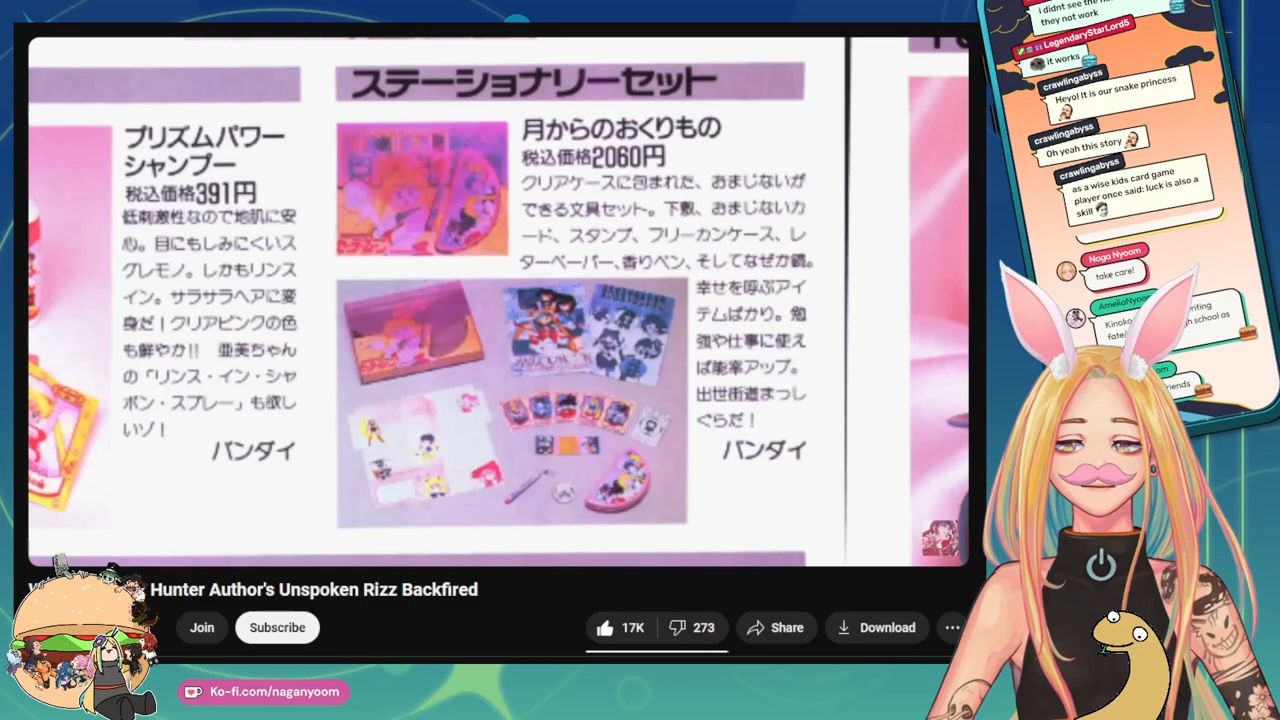 ステーショナリーセット
プリズムパワー
シャンプー
税込価格391円
低刺激性なので地肌に安
心。目にもしみにくいス
グレモノ。しかもリンス
イン。サラサラヘアに変
身だ!クリアピンクの色
も鮮やか!! 亜美ちゃん
の「リンス・イン・シャ
ボン・スプレー」も欲し
いゾ!
バンダイ
月からのおくりもの
税込価格2060円
クリアケースに包まれた、おまじないが
できる文具セット。下敷、おまじないカ
ード、スタンプ、フリーカンケース、レ
ターペーパー、香りペン、そしてなぜか鏡。
幸せを呼ぶアイ
テムばかり。勉
強や仕事に使え
ば能率アップ。
出世街道まっし
ぐらだ!
バンダイ
Hunter Author's Unspoken Rizz Backfired
Join
Subscribe
17K
273
Share
Download
Ko-fi.com/naganyoom
i didnt see the
they not work
LegendaryStarLord5
it works
crawlingabyss
Heyo! It is our snake princess
crawlingabyss
Oh yeah this story
crawlingabyss
as a wise kids card game
player once said: luck is also a
skill
Naga Nyoom
take care!
AmeliaNyoom
Kinoko